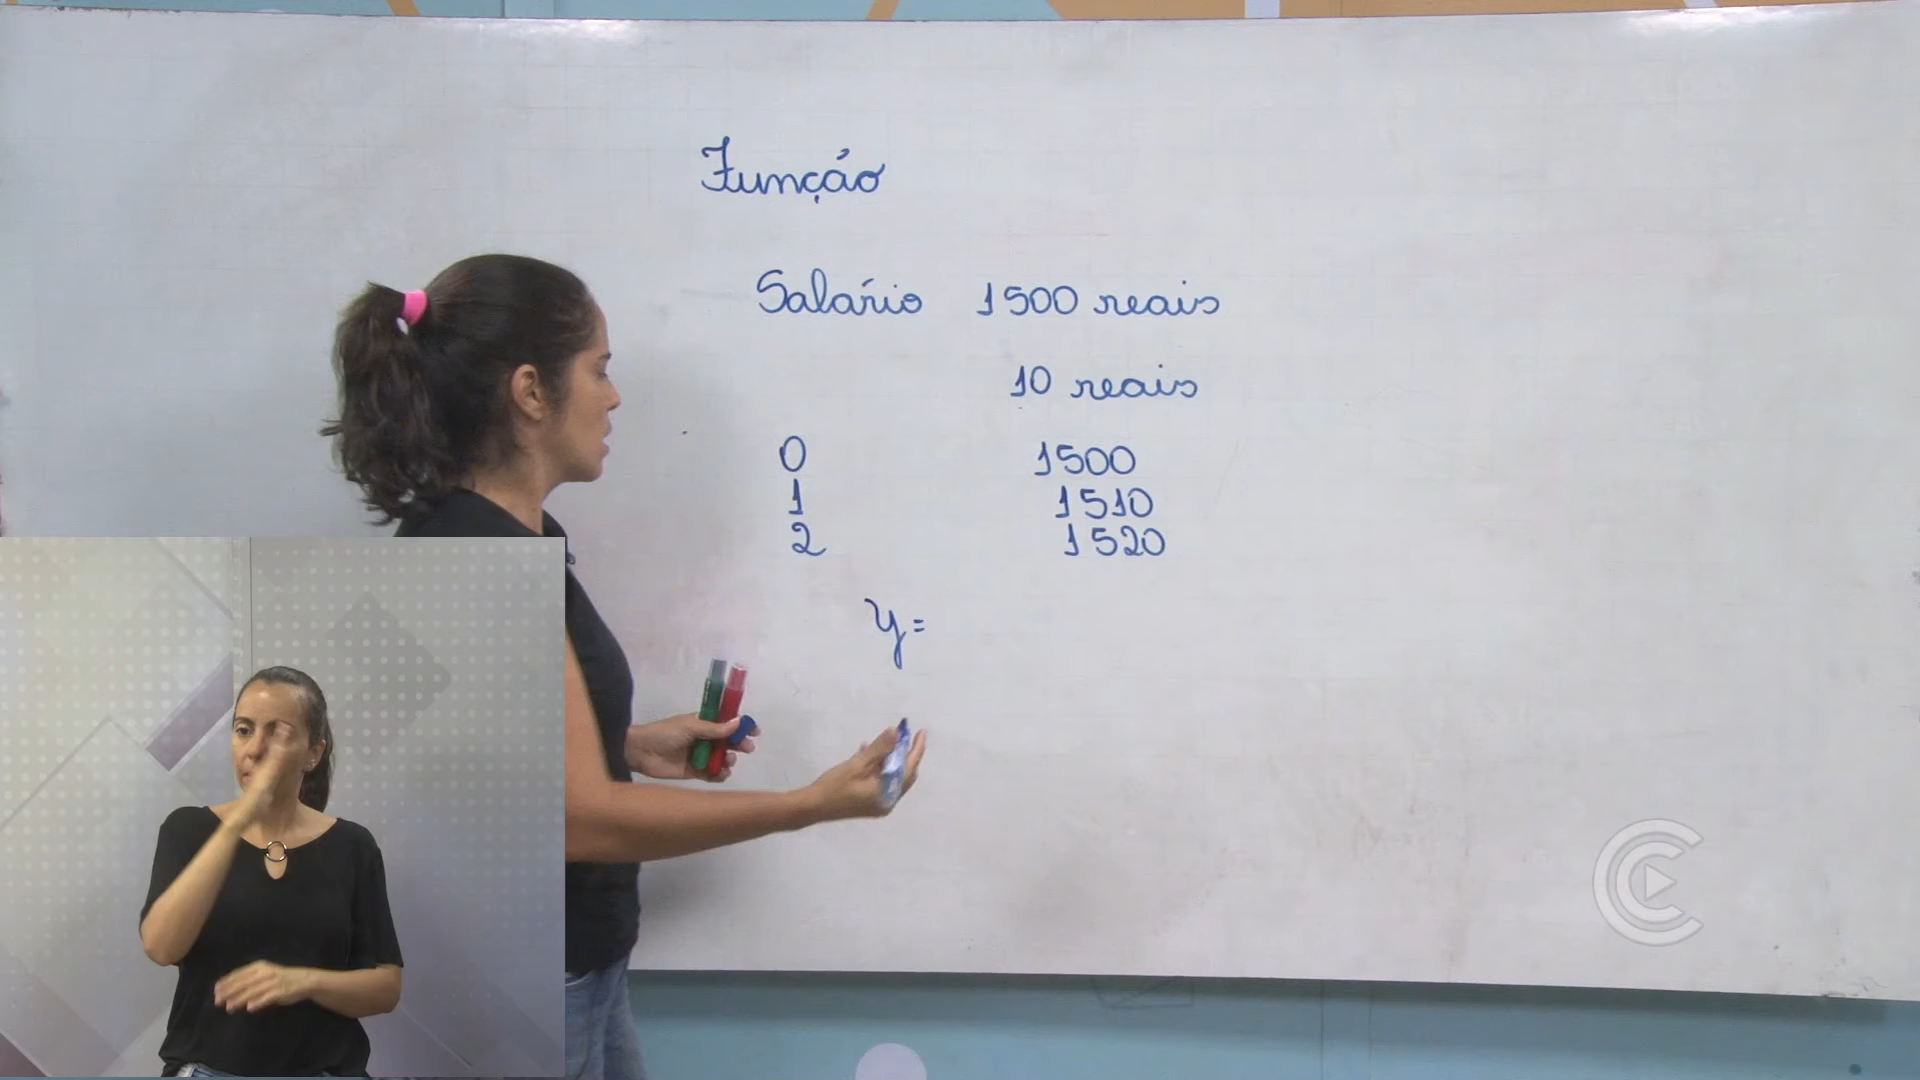 Função
Salário 1500 reais
10 reais
0 1500
1 1510
2 1520
y=